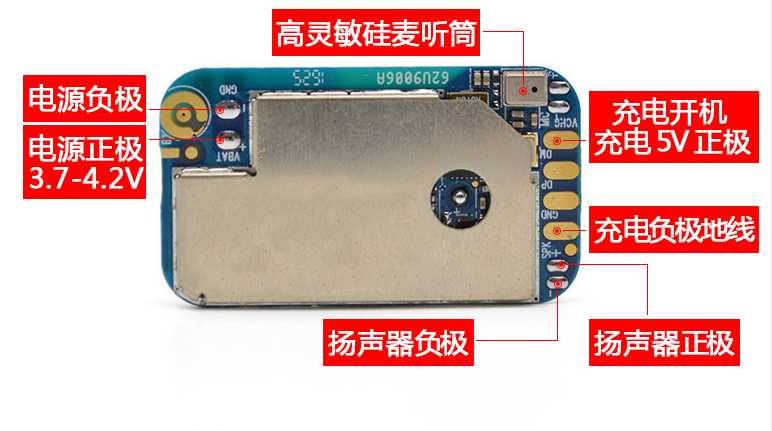 高灵敏硅麦听筒
62U9006A
1625
电源负极
GND
电源正极
3.7-4.2V
VBAT
MIC
VCHG
充电开机
充电 5V 正极
DM
DP
GND
充电负极地线
SPK
扬声器负极
扬声器正极